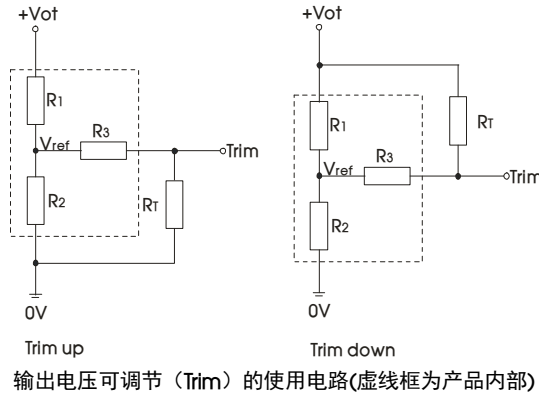 +Vot
+Vot
R1
R1
RT
R3
R3
Vref
Trim
Vref
Trim
R2
RT
R2
0V
0V
Trim up
Trim down
输出电压可调节（Trim）的使用电路(虚线框为产品内部)